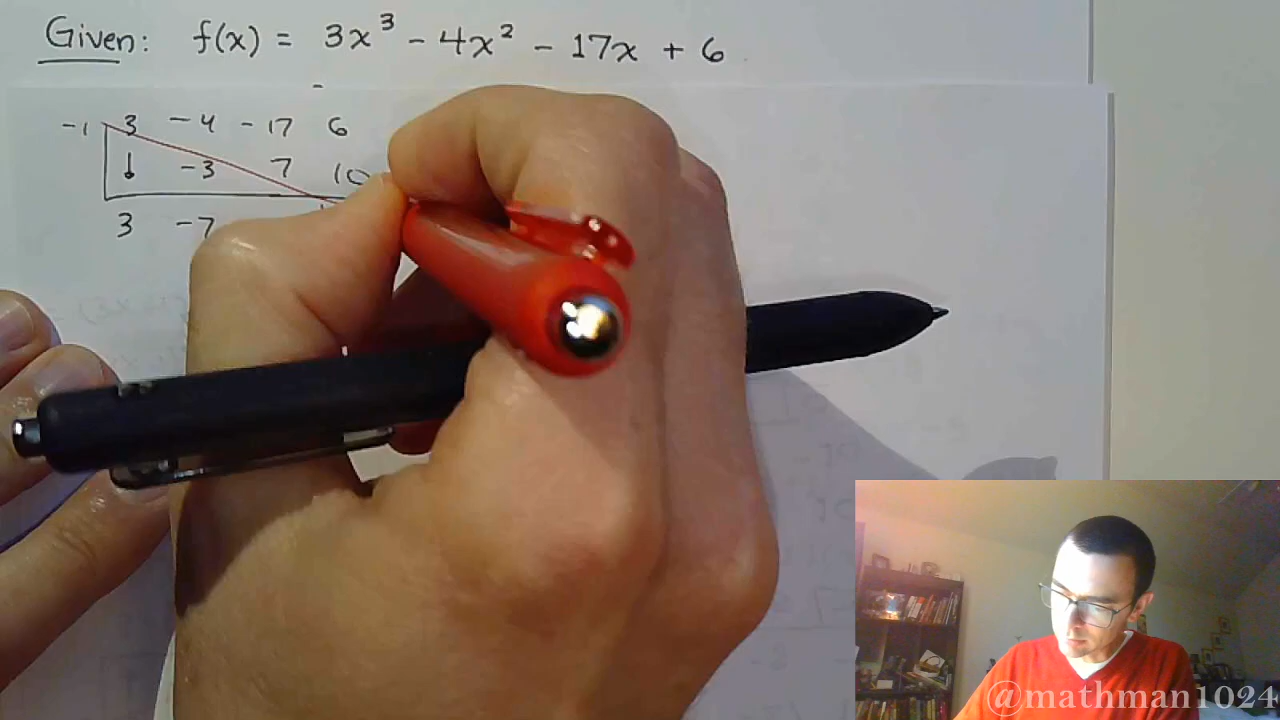 Given: f(x) = 3x³ - 4x² - 17x + 6
-1 3 -4 -17 6
↓ -3 7 10
3 -7
@mathman1024